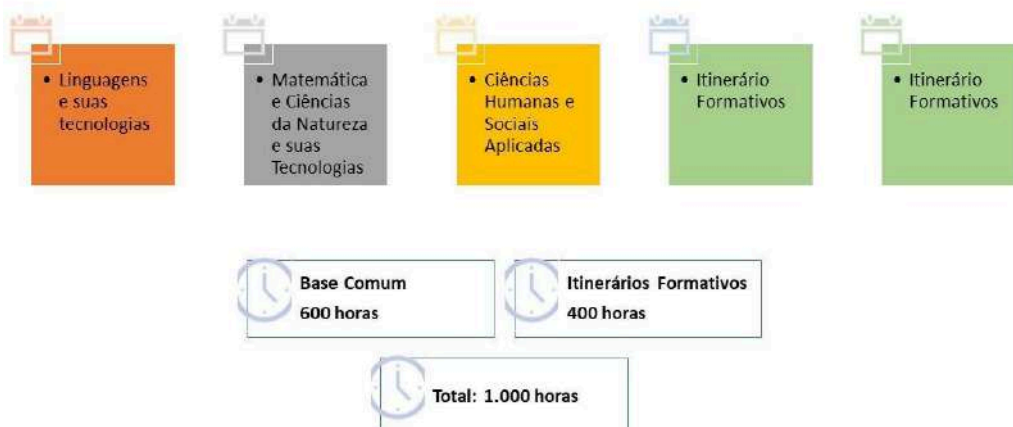 • Linguagens
e suas
tecnologias
• Matemática
e Ciências
da Natureza
e suas
Tecnologias
• Ciências
Humanas e
Sociais
Aplicadas
• Itinerário
Formativos
• Itinerário
Formativos
Base Comum
600 horas
Itinerários Formativos
400 horas
Total: 1.000 horas